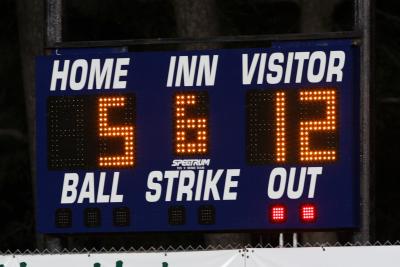 HOME INN VISITOR
5 6 12
SPECTRUM
BALL STRIKE OUT